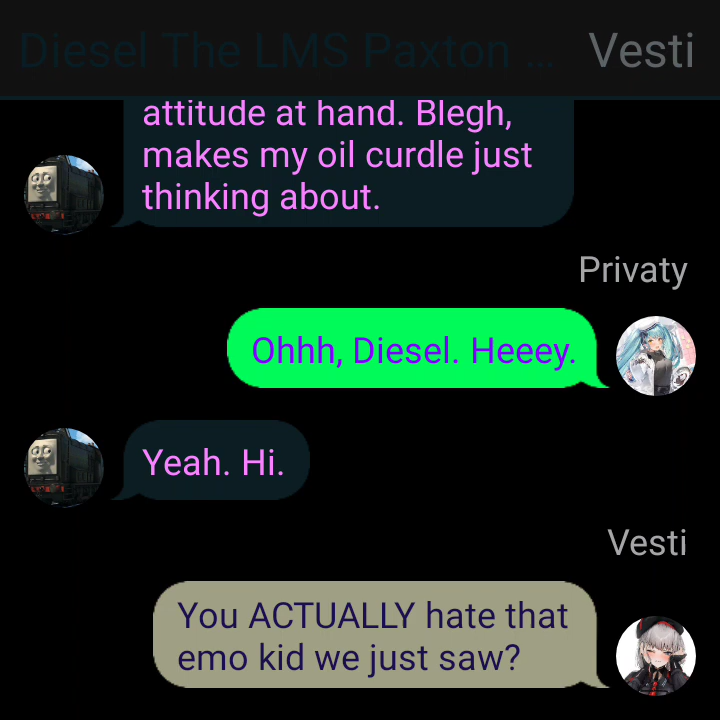 Diesel The LMS Paxton ... Vesti
attitude at hand. Blegh,
makes my oil curdle just
thinking about.
Privaty
Ohhh, Diesel. Heeey.
Yeah. Hi.
Vesti
You ACTUALLY hate that
emo kid we just saw?